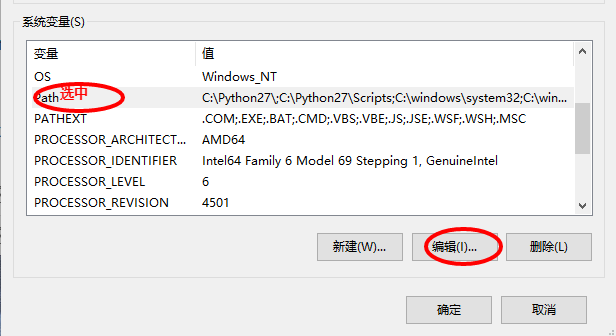 系统变量(S)
变量 值
OS Windows_NT
Path 选中 C:\Python27\;C:\Python27\Scripts;C:\windows\system32;C:\win...
PATHEXT .COM;.EXE;.BAT;.CMD;.VBS;.VBE;.JS;.JSE;.WSF;.WSH;.MSC
PROCESSOR_ARCHITECT... AMD64
PROCESSOR_IDENTIFIER Intel64 Family 6 Model 69 Stepping 1, GenuineIntel
PROCESSOR_LEVEL 6
PROCESSOR_REVISION 4501
新建(W)... 编辑(I)... 删除(L)
确定 取消